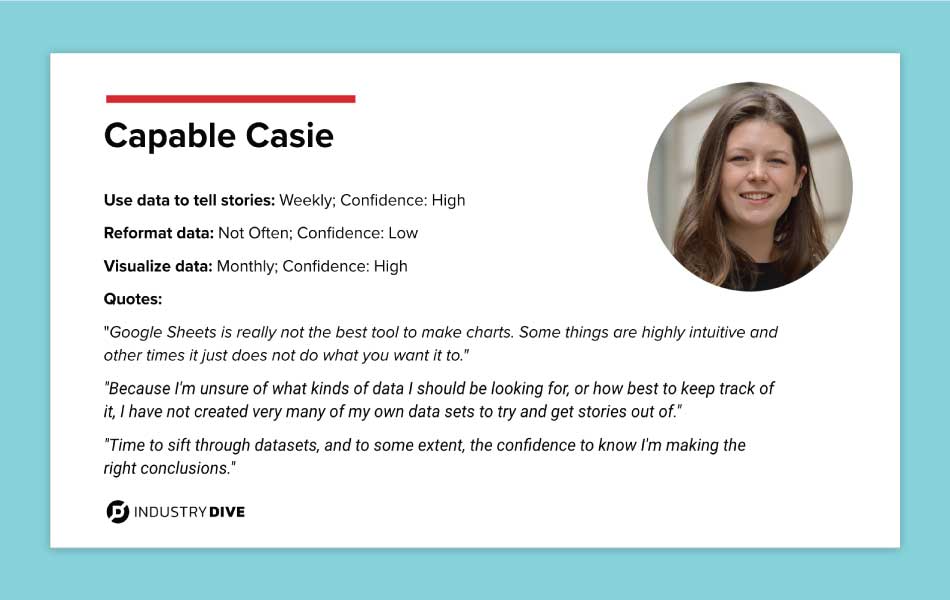 Capable Casie
Use data to tell stories: Weekly; Confidence: High
Reformat data: Not Often; Confidence: Low
Visualize data: Monthly; Confidence: High
Quotes:
"Google Sheets is really not the best tool to make charts. Some things are highly intuitive and
other times it just does not do what you want it to."
"Because I'm unsure of what kinds of data I should be looking for, or how best to keep track of
it, I have not created very many of my own data sets to try and get stories out of."
"Time to sift through datasets, and to some extent, the confidence to know I'm making the
right conclusions."
INDUSTRY DIVE